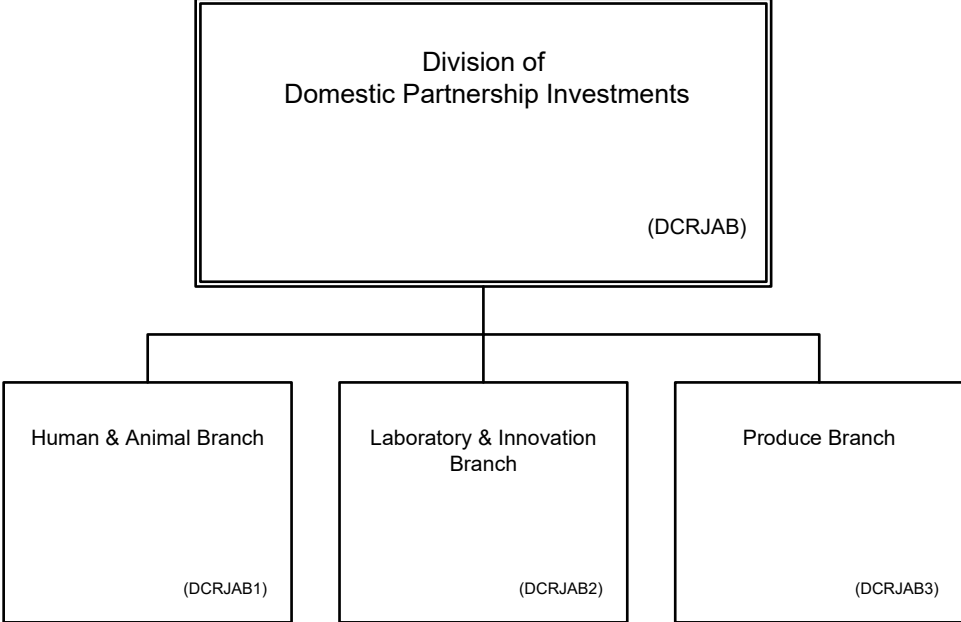 Division of
Domestic Partnership Investments
(DCRJAB)
Human & Animal Branch
(DCRJAB1)
Laboratory & Innovation
Branch
(DCRJAB2)
Produce Branch
(DCRJAB3)